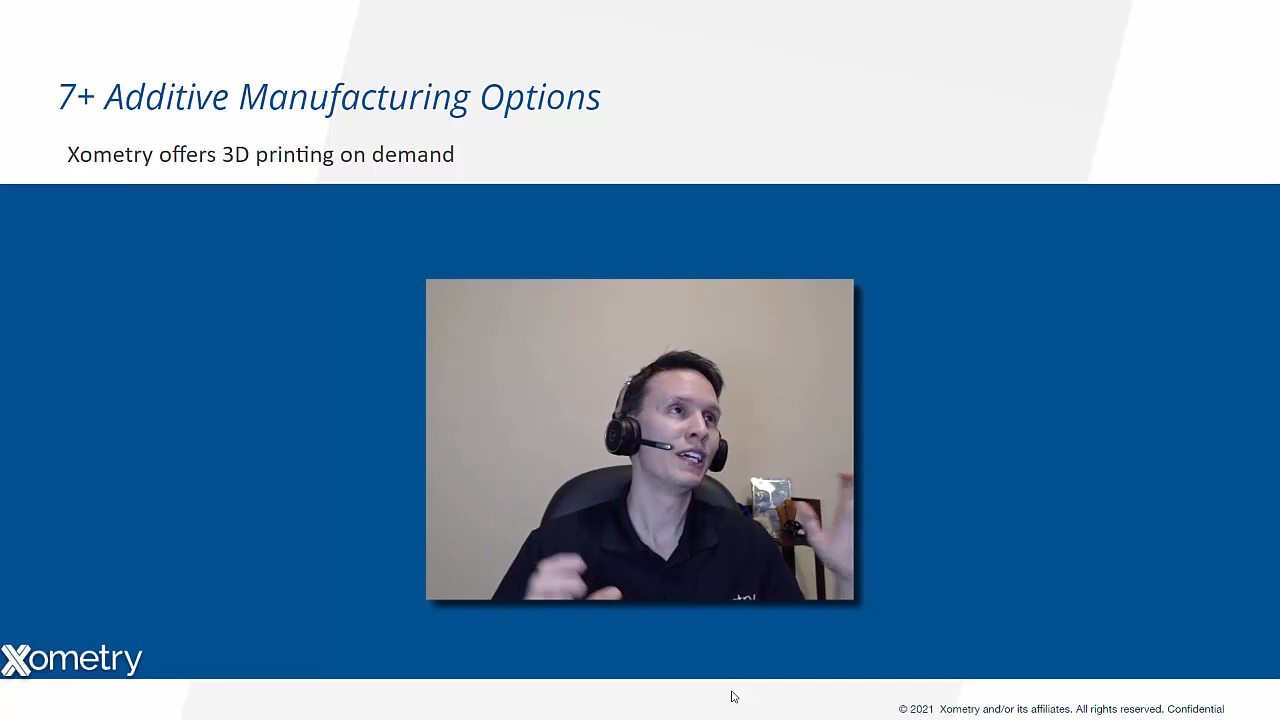 7+ Additive Manufacturing Options
Xometry offers 3D printing on demand
Xometry
© 2021 Xometry and/or its affiliates. All rights reserved. Confidential